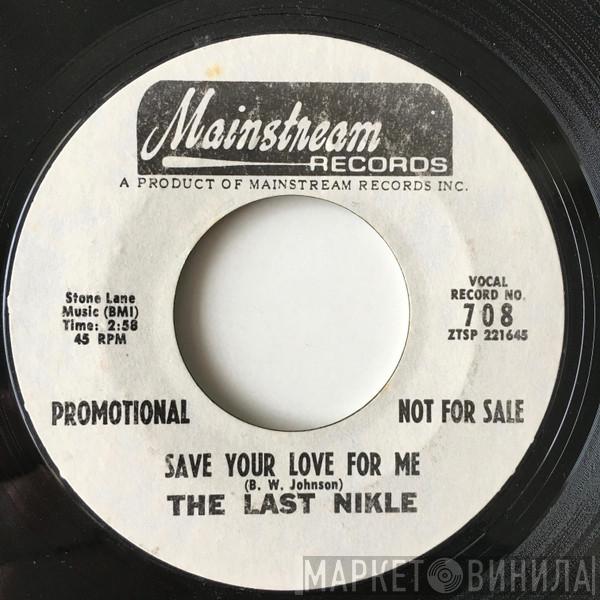 Mainstream
RECORDS
A PRODUCT OF MAINSTREAM RECORDS INC.
Stone Lane
Music (BMI)
Time: 2:58
45 RPM
VOCAL
RECORD NO.
708
ZTSP 221645
PROMOTIONAL
NOT FOR SALE
SAVE YOUR LOVE FOR ME
(B. W. Johnson)
THE LAST NIKLE
МАРКЕТ ВИНИЛА